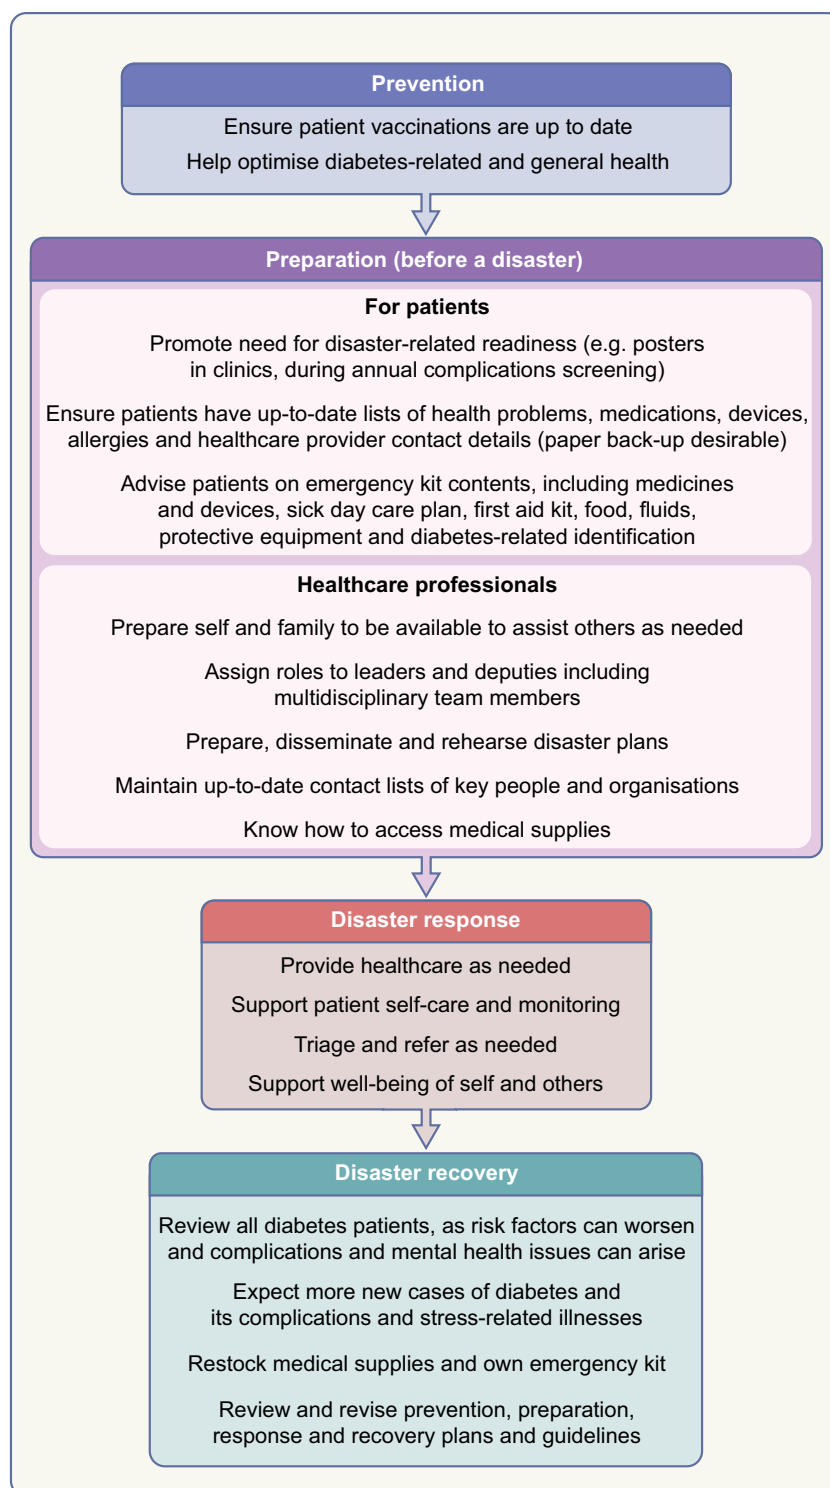 Prevention
Ensure patient vaccinations are up to date
Help optimise diabetes-related and general health
Preparation (before a disaster)
For patients
Promote need for disaster-related readiness (e.g. posters
in clinics, during annual complications screening)
Ensure patients have up-to-date lists of health problems, medications, devices,
allergies and healthcare provider contact details (paper back-up desirable)
Advise patients on emergency kit contents, including medicines
and devices, sick day care plan, first aid kit, food, fluids,
protective equipment and diabetes-related identification
Healthcare professionals
Prepare self and family to be available to assist others as needed
Assign roles to leaders and deputies including
multidisciplinary team members
Prepare, disseminate and rehearse disaster plans
Maintain up-to-date contact lists of key people and organisations
Know how to access medical supplies
Disaster response
Provide healthcare as needed
Support patient self-care and monitoring
Triage and refer as needed
Support well-being of self and others
Disaster recovery
Review all diabetes patients, as risk factors can worsen
and complications and mental health issues can arise
Expect more new cases of diabetes and
its complications and stress-related illnesses
Restock medical supplies and own emergency kit
Review and revise prevention, preparation,
response and recovery plans and guidelines